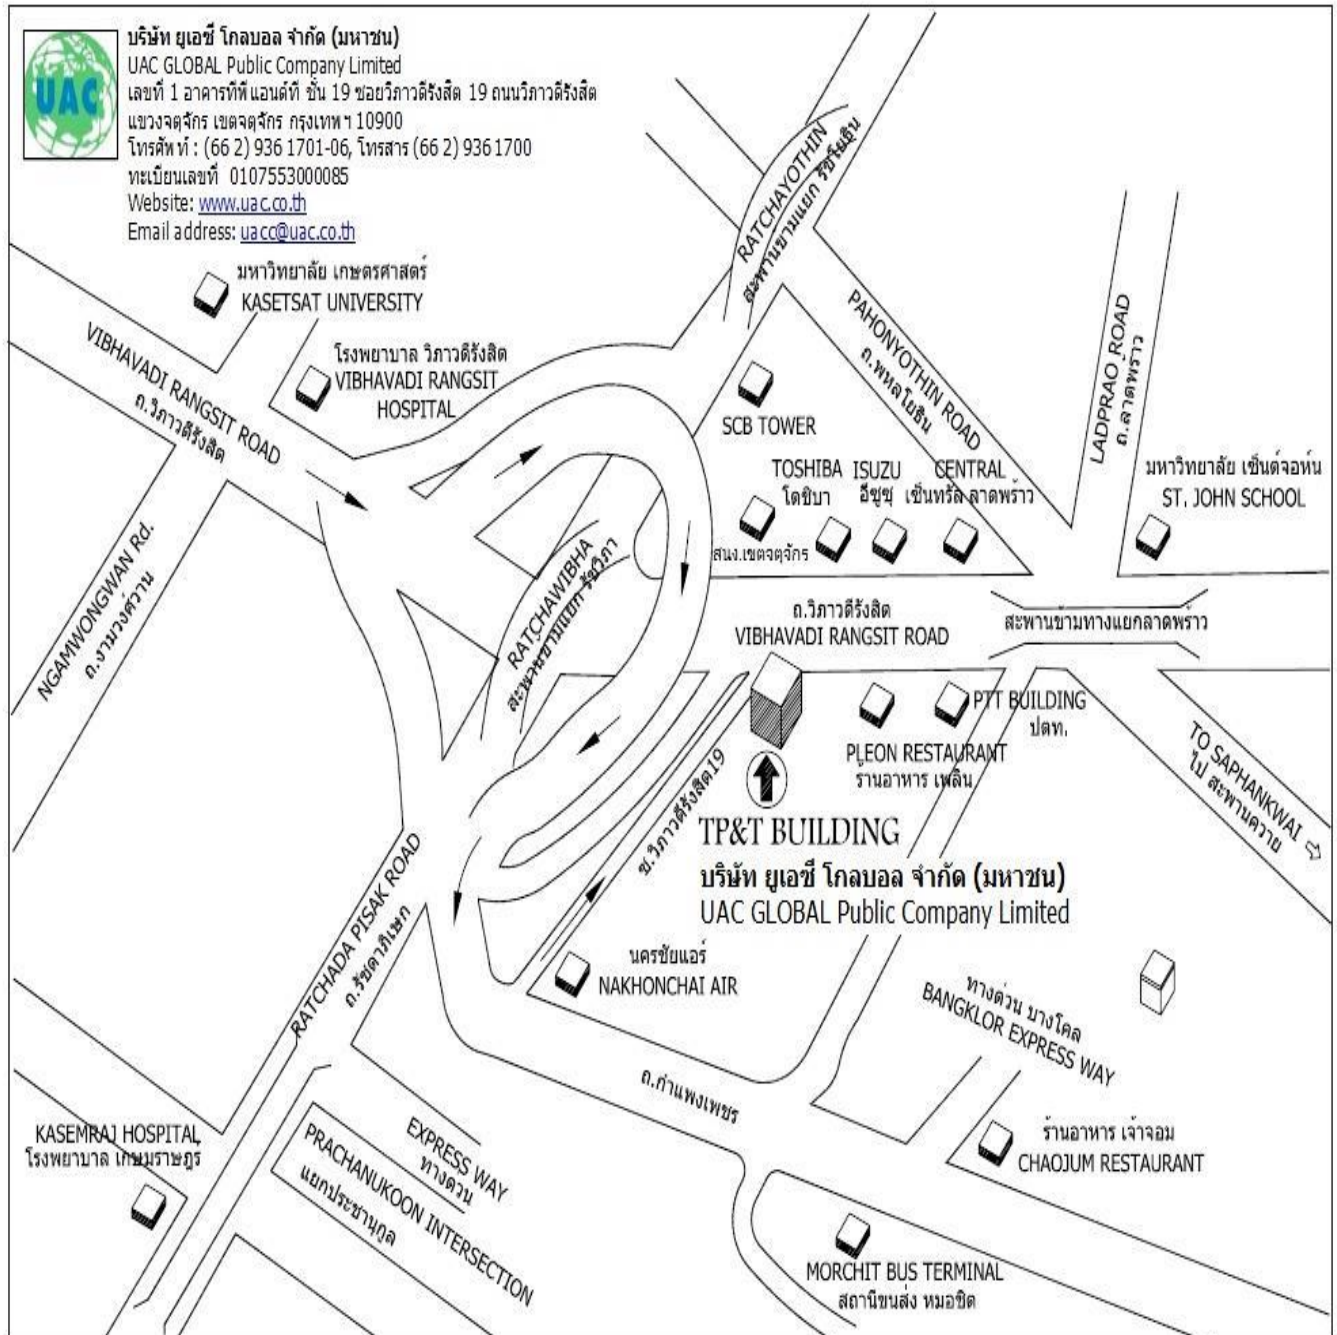 UAC
บริษัท ยูเอซี โกลบอล จำกัด (มหาชน)
UAC GLOBAL Public Company Limited
เลขที่ 1 อาคารทีพีแอนด์ที ชั้น 19 ซอยวิภาวดีรังสิต 19 ถนนวิภาวดีรังสิต
แขวงจตุจักร เขตจตุจักร กรุงเทพฯ 10900
โทรศัพท์ : (66 2) 936 1701-06, โทรสาร (66 2) 936 1700
ทะเบียนเลขที่ 0107553000085
Website: www.uac.co.th
Email address: uacc@uac.co.th
RATCHAYOTHIN
สะพานข้ามแยก รัชโยธิน
มหาวิทยาลัย เกษตรศาสตร์
KASETSAT UNIVERSITY
VIBHAVADI RANGSIT ROAD
ถ.วิภาวดีรังสิต
โรงพยาบาล วิภาวดีรังสิต
VIBHAVADI RANGSIT
HOSPITAL
PAHONYOTHIN ROAD
ถ.พหลโยธิน
LADPRAO ROAD
ถ.ลาดพร้าว
SCB TOWER
TOSHIBA
โตชิบา
ISUZU
อีซูซุ
CENTRAL
เซ็นทรัล ลาดพร้าว
มหาวิทยาลัย เซ็นต์จอห์น
ST. JOHN SCHOOL
สนง.เขตจตุจักร
NGAMWONGWAN Rd.
ถ.งามวงศ์วาน
RATCHAWIBHA
สะพานข้ามแยก รัชวิภา
ถ.วิภาวดีรังสิต
VIBHAVADI RANGSIT ROAD
สะพานข้ามทางแยกลาดพร้าว
PTT BUILDING
ปตท.
PLEON RESTAURANT
ร้านอาหาร เพลิน
TO SAPHANKWAI
ไป สะพานควาย
ซ.วิภาวดีรังสิต19
TP&T BUILDING
บริษัท ยูเอซี โกลบอล จำกัด (มหาชน)
UAC GLOBAL Public Company Limited
RATCHADA PISAK ROAD
ถ.รัชดาภิเษก
นครชัยแอร์
NAKHONCHAI AIR
ทางด่วน บางโคล
BANGKLOR EXPRESS WAY
ถ.กำแพงเพชร
KASEMRAJ HOSPITAL
โรงพยาบาล เกษมราษฎร์
EXPRESS WAY
ทางด่วน
PRACHANUKOON INTERSECTION
แยกประชานุกูล
ร้านอาหาร เจ้าจอม
CHAOJUM RESTAURANT
MORCHIT BUS TERMINAL
สถานีขนส่ง หมอชิต